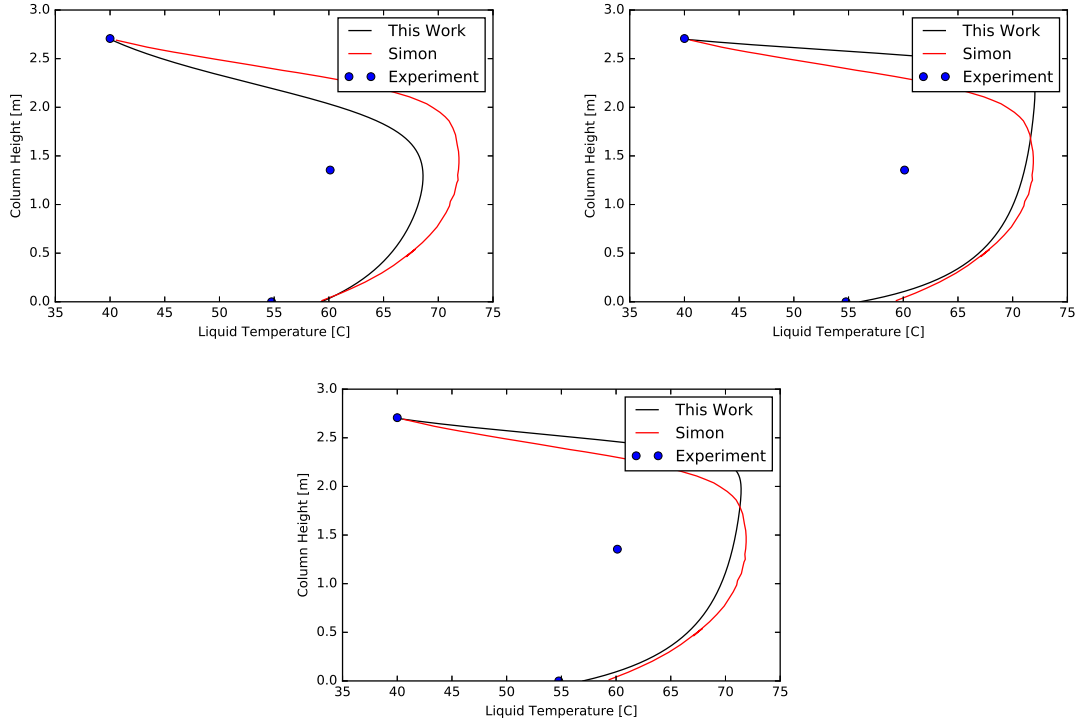 3.0
2.5
2.0
1.5
1.0
0.5
0.0
Column Height [m]
This Work
Simon
Experiment
35 40 45 50 55 60 65 70 75
Liquid Temperature [C]
3.0
2.5
2.0
1.5
1.0
0.5
0.0
Column Height [m]
This Work
Simon
Experiment
35 40 45 50 55 60 65 70 75
Liquid Temperature [C]
3.0
2.5
2.0
1.5
1.0
0.5
0.0
Column Height [m]
This Work
Simon
Experiment
35 40 45 50 55 60 65 70 75
Liquid Temperature [C]